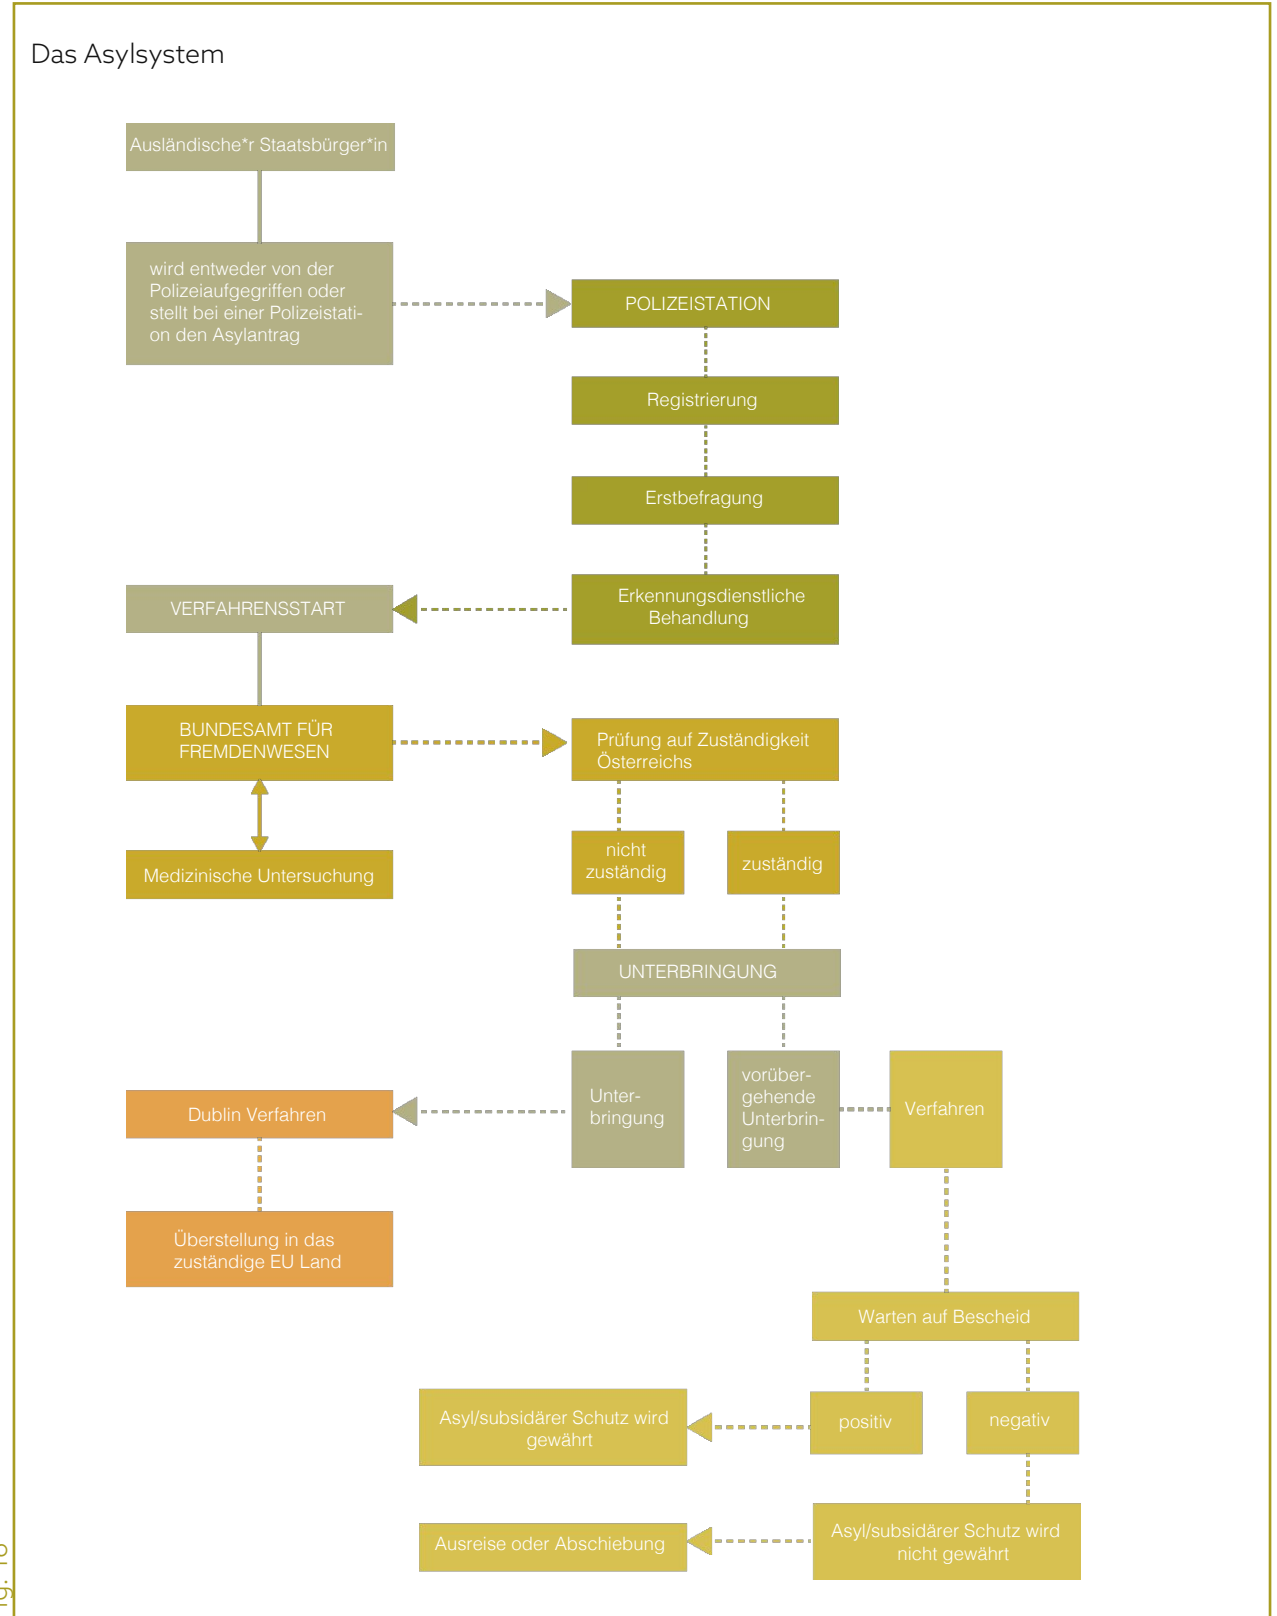 Das Asylsystem
Ausländische*r Staatsbürger*in
wird entweder von der
Polizeiaufgegriffen oder
stellt bei einer Polizeistati-
on den Asylantrag
POLIZEISTATION
Registrierung
Erstbefragung
Erkennungsdienstliche
Behandlung
VERFAHRENSSTART
BUNDESAMT FÜR
FREMDENWESEN
Prüfung auf Zuständigkeit
Österreichs
Medizinische Untersuchung
nicht
zuständig
zuständig
UNTERBRINGUNG
Unter-
bringung
vorüber-
gehende
Unterbrin-
gung
Verfahren
Dublin Verfahren
Überstellung in das
zuständige EU Land
Warten auf Bescheid
positiv
negativ
Asyl/subsidärer Schutz wird
gewährt
Asyl/subsidärer Schutz wird
nicht gewährt
Ausreise oder Abschiebung